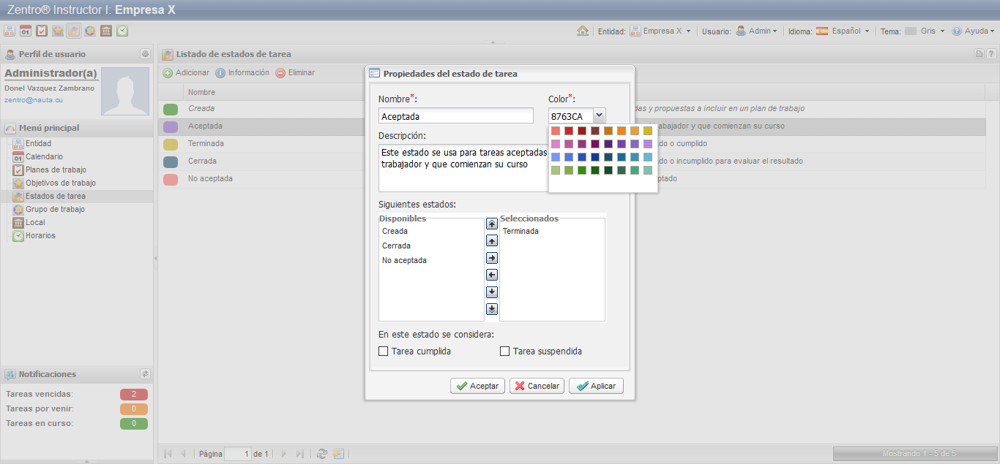 Zentro® Instructor I: Empresa X
Entidad: Empresa X Usuario: Admin Idioma: Español Tema: Gris Ayuda
Perfil de usuario
Administrador(a)
Donel Vazquez Zambrano
zentro@nauta.cu
Menú principal
Entidad
Calendario
Planes de trabajo
Objetivos de trabajo
Estados de tarea
Grupo de trabajo
Local
Horarios
Notificaciones
Tareas vencidas: 2
Tareas por venir: 0
Tareas en curso: 0
Listado de estados de tarea
Adicionar Información Eliminar
Nombre
Creada
y propuestas a incluir en un plan de trabajo
Aceptada
y que comienzan su curso
Terminada
o cumplido
Cerrada
o incumplido para evaluar el resultado
No aceptada
Propiedades del estado de tarea
Nombre*: Color*:
Aceptada 8763CA
Descripción:
Este estado se usa para tareas aceptadas
trabajador y que comienzan su curso
Siguientes estados:
Disponibles Seleccionados
Creada Terminada
Cerrada
No aceptada
En este estado se considera:
Tarea cumplida Tarea suspendida
Aceptar Cancelar Aplicar
Página 1 de 1
Mostrando 1 - 5 de 5